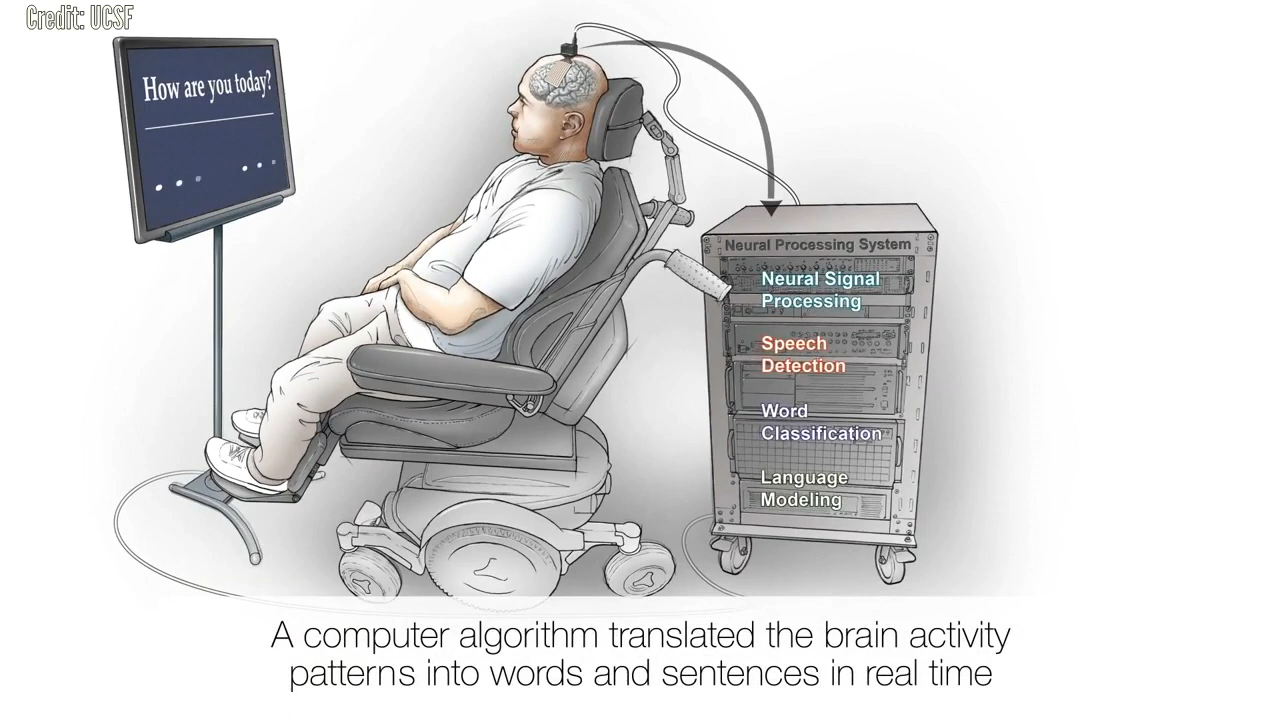 Credit: UCSF
How are you today?
Neural Processing System
Neural Signal
Processing
Speech
Detection
Word
Classification
Language
Modeling
A computer algorithm translated the brain activity
patterns into words and sentences in real time